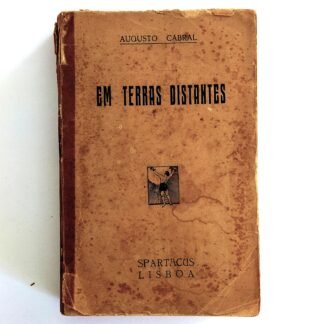 AUGUSTO CABRAL
EM TERRAS DISTANTES
SPARTACUS
LISBOA